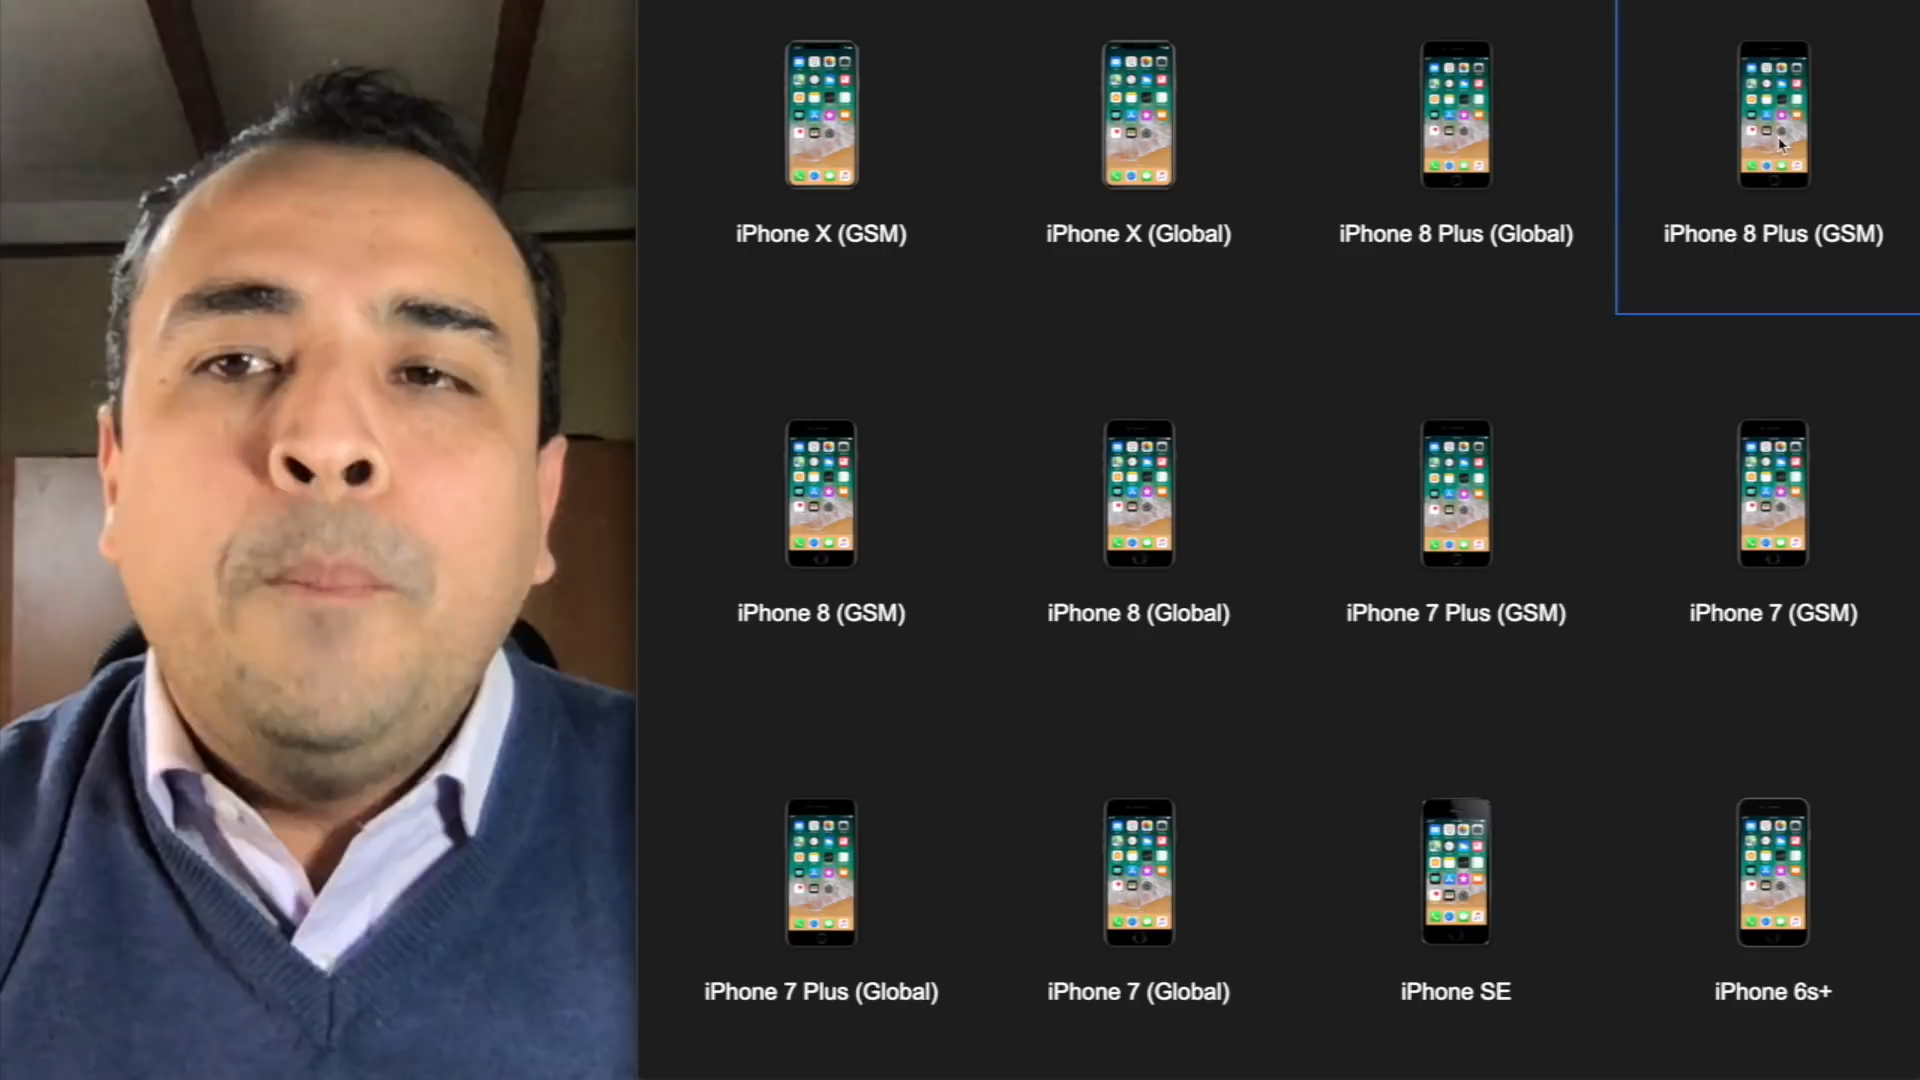 iPhone X (GSM)
iPhone X (Global)
iPhone 8 Plus (Global)
iPhone 8 Plus (GSM)
iPhone 8 (GSM)
iPhone 8 (Global)
iPhone 7 Plus (GSM)
iPhone 7 (GSM)
iPhone 7 Plus (Global)
iPhone 7 (Global)
iPhone SE
iPhone 6s+